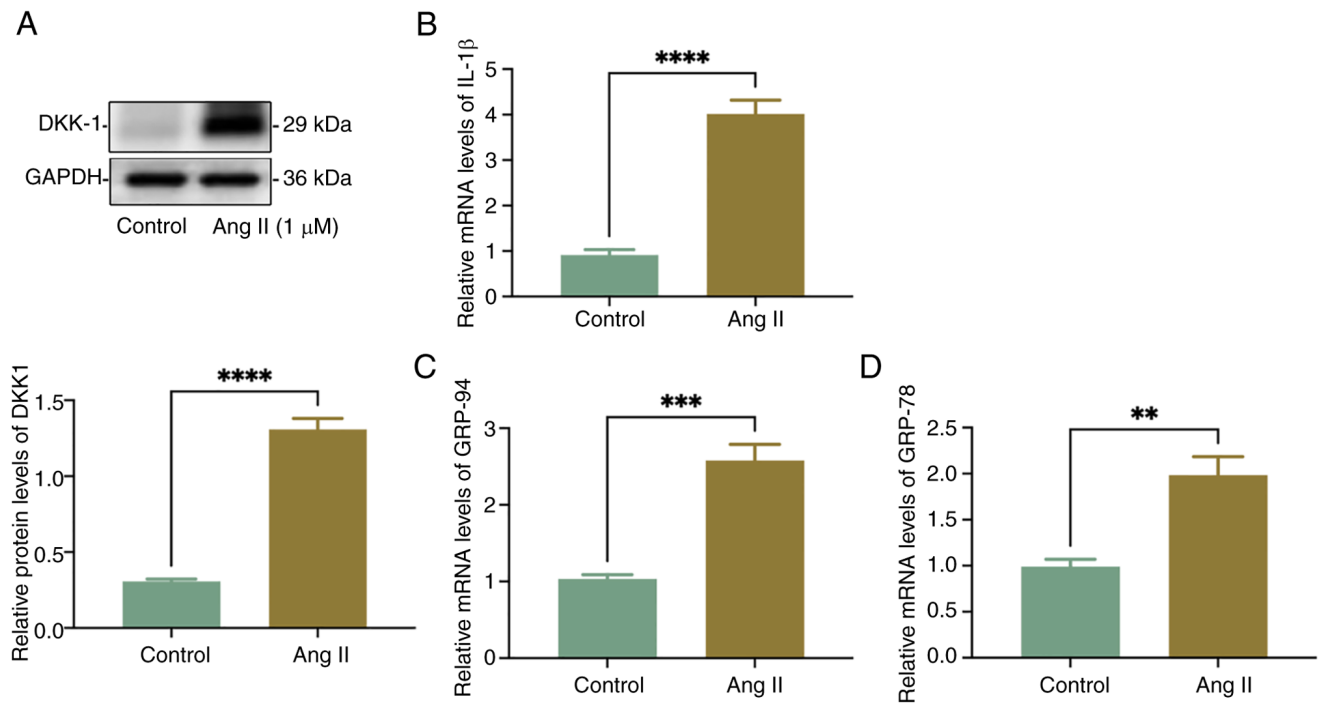 A
DKK-1
29 kDa
GAPDH
36 kDa
Control
Ang II (1 μM)
Relative protein levels of DKK1
1.5
1.0
0.5
0.0
****
Control
Ang II
B
Relative mRNA levels of IL-1β
5
4
3
2
1
0
****
Control
Ang II
C
Relative mRNA levels of GRP-94
3
2
1
0
***
Control
Ang II
D
Relative mRNA levels of GRP-78
2.5
2.0
1.5
1.0
0.5
0.0
**
Control
Ang II